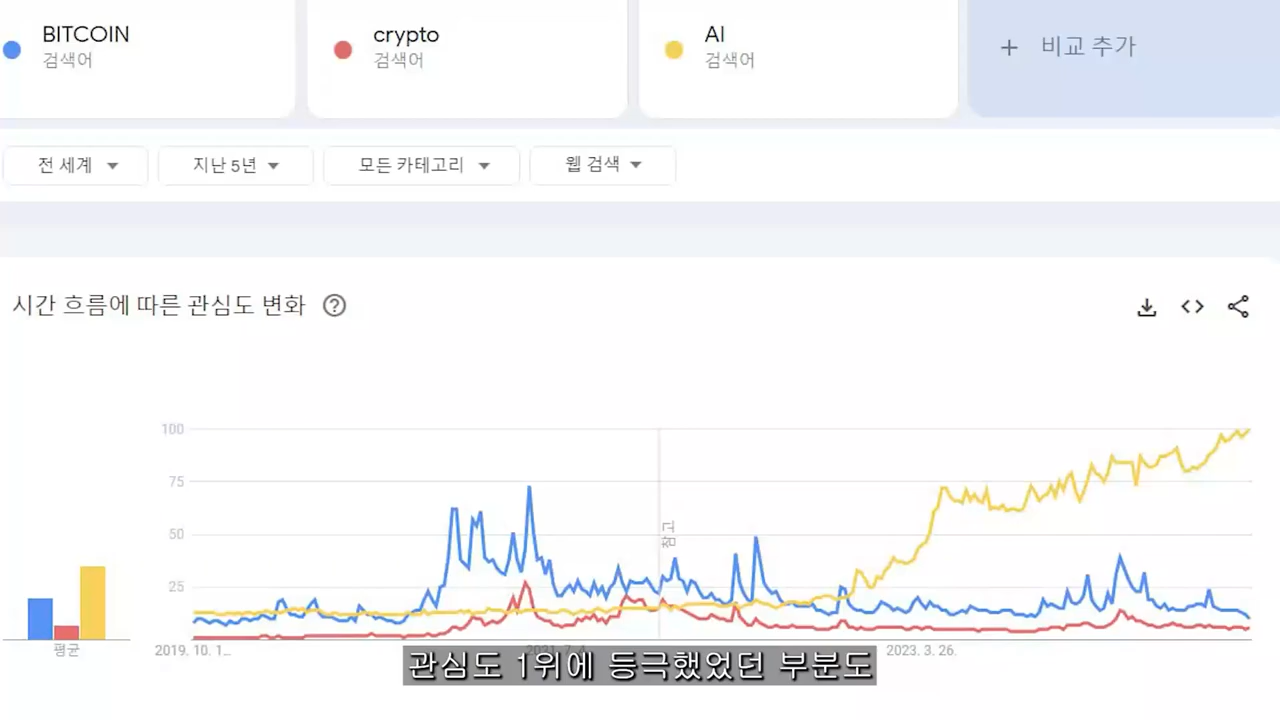 BITCOIN
검색어
crypto
검색어
AI
검색어
+ 비교 추가
전 세계
지난 5년
모든 카테고리
웹 검색
시간 흐름에 따른 관심도 변화
100
75
50
25
참고
평균
2019. 10. 1...
2023. 3. 26.
관심도 1위에 등극했었던 부분도